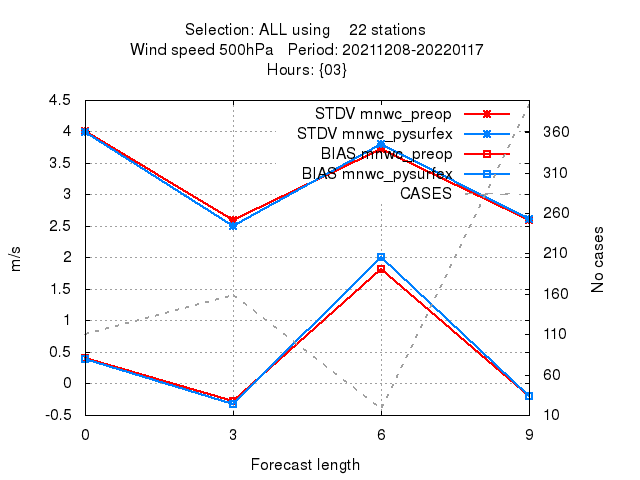 Selection: ALL using 22 stations
Wind speed 500hPa Period: 20211208-20220117
Hours: {03}
STDV mnwc_preop
STDV mnwc_pysurfex
BIAS mnwc_preop
BIAS mnwc_pysurfex
CASES
4.5
4
3.5
3
2.5
2
1.5
1
0.5
0
-0.5
m/s
360
310
260
210
160
110
60
10
No cases
0 3 6 9
Forecast length